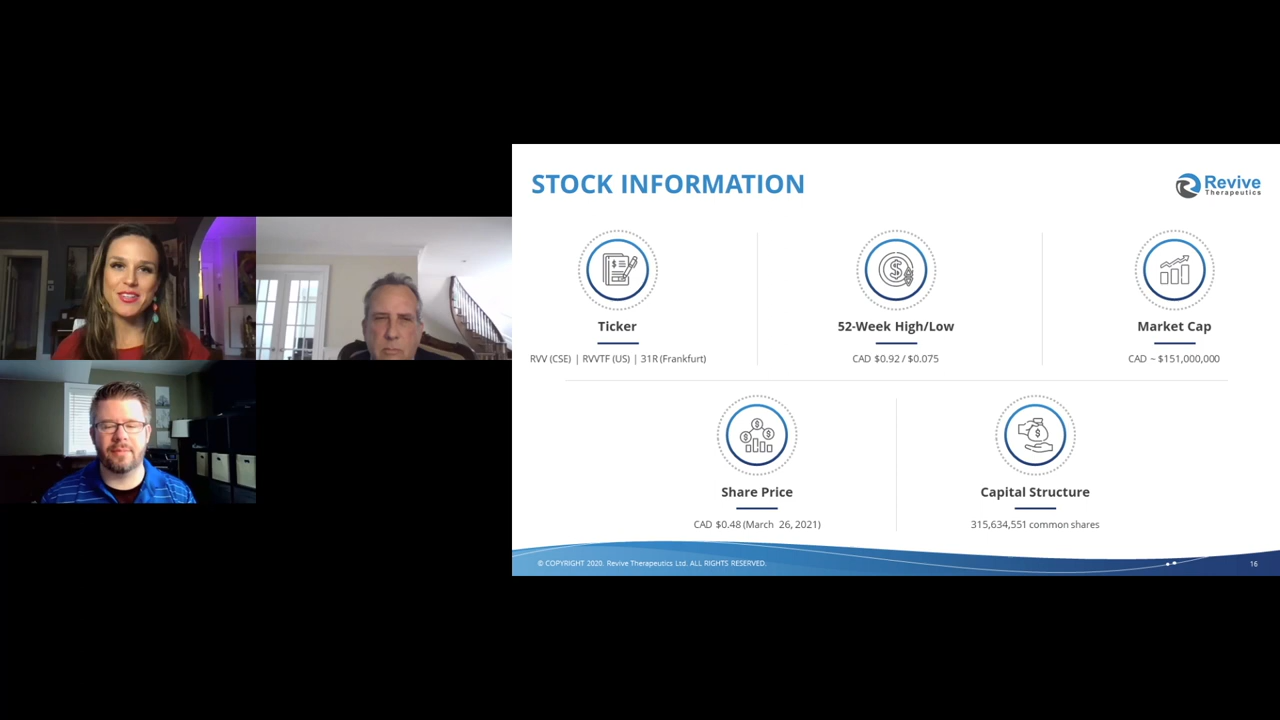 STOCK INFORMATION
Revive
Therapeutics
Ticker
RVV (CSE) | RVVTF (US) | 31R (Frankfurt)
52-Week High/Low
CAD $0.92 / $0.075
Market Cap
CAD ~ $151,000,000
Share Price
CAD $0.48 (March 26, 2021)
Capital Structure
315,634,551 common shares
© COPYRIGHT 2020. Revive Therapeutics Ltd. ALL RIGHTS RESERVED.
16